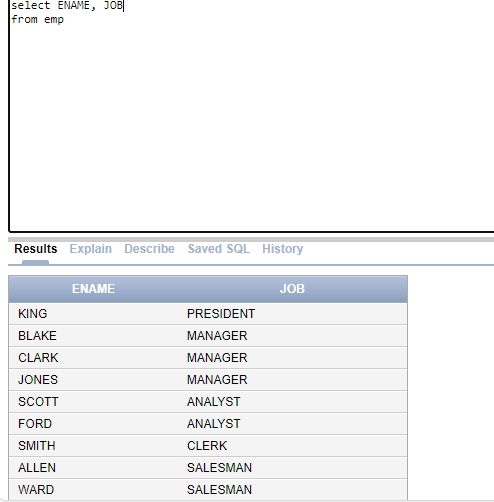 select ENAME, JOB
from emp
Results Explain Describe Saved SQL History
ENAME JOB
KING PRESIDENT
BLAKE MANAGER
CLARK MANAGER
JONES MANAGER
SCOTT ANALYST
FORD ANALYST
SMITH CLERK
ALLEN SALESMAN
WARD SALESMAN